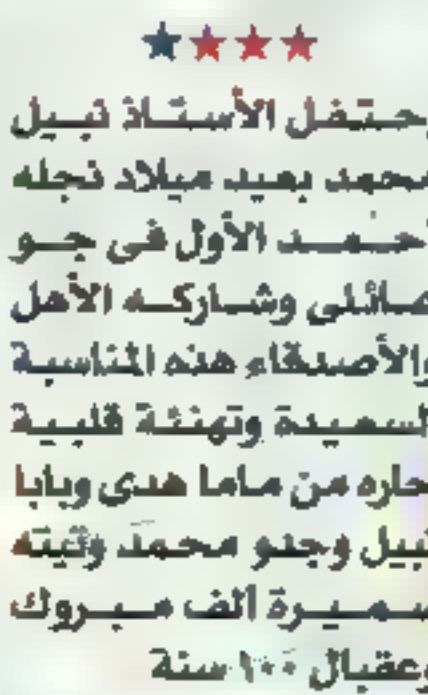 إحتفل الأستاذ نبيل
محمد بعيد ميلاد نجله
أحمد الأول فى جو
عائلى وشاركه الأهل
والأصدقاء هذه المناسبة
السعيدة وتهنئة قلبية
حاره من ماما هدى وبابا
نبيل وجدو محمد وتيته
سميرة الف مبروك
وعقبال ١٠٠ سنة